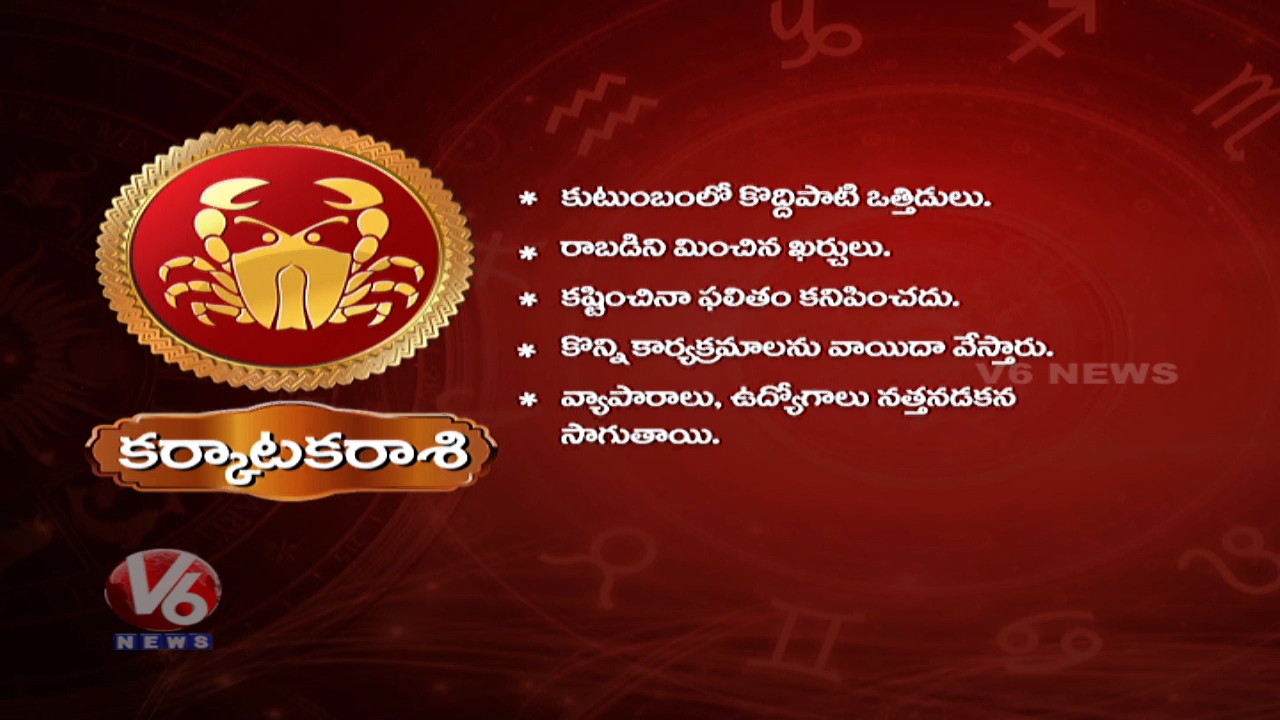 * కుటుంబంలో కొద్దిపాటి ఒత్తిడులు.
* రాబడిని మించిన ఖర్చులు.
* కష్టించినా ఫలితం కనిపించదు.
* కొన్ని కార్యక్రమాలను వాయిదా వేస్తారు.
V6 NEWS
* వ్యాపారాలు, ఉద్యోగాలు నత్తనడకన
సాగుతాయి.
కర్కాటకరాశి
V6
NEWS